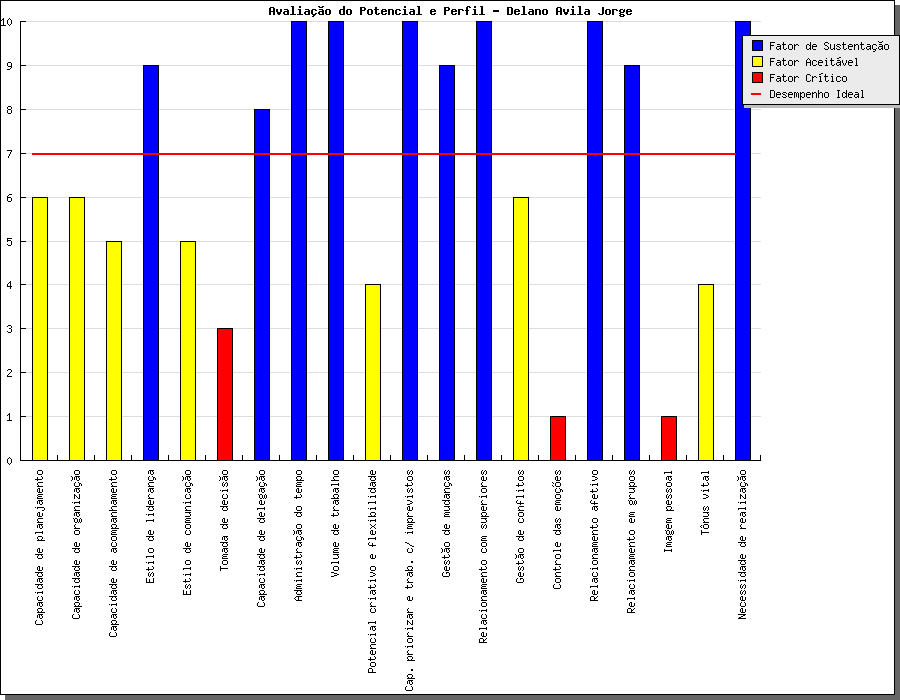 Avaliação do Potencial e Perfil - Delano Avila Jorge
10
9
8
7
6
5
4
3
2
1
0
Fator de Sustentação
Fator Aceitável
Fator Crítico
Desempenho Ideal
Capacidade de planejamento
Capacidade de organização
Capacidade de acompanhamento
Estilo de liderança
Estilo de comunicação
Tomada de decisão
Capacidade de delegação
Administração do tempo
Volume de trabalho
Potencial criativo e flexibilidade
Cap. priorizar e trab. c/ imprevistos
Gestão de mudanças
Relacionamento com superiores
Gestão de conflitos
Controle das emoções
Relacionamento afetivo
Relacionamento em grupos
Imagem pessoal
Tônus vital
Necessidade de realização